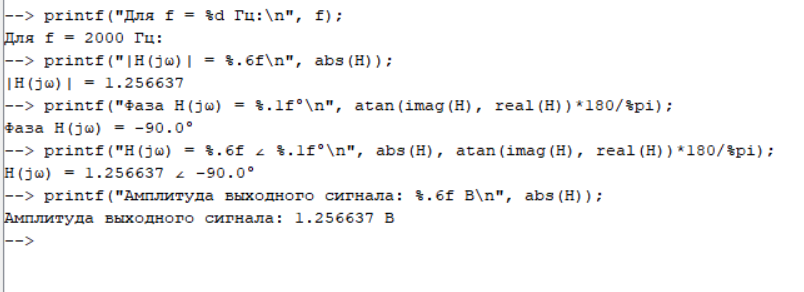 --> printf("Для f = %d Гц:\n", f);
Для f = 2000 Гц:
--> printf("|H(jω)| = %.6f\n", abs(H));
|H(jω)| = 1.256637
--> printf("Фаза H(jω) = %.1f°\n", atan(imag(H), real(H))*180/%pi);
Фаза H(jω) = -90.0°
--> printf("H(jω) = %.6f ∠ %.1f°\n", abs(H), atan(imag(H), real(H))*180/%pi);
H(jω) = 1.256637 ∠ -90.0°
--> printf("Амплитуда выходного сигнала: %.6f В\n", abs(H));
Амплитуда выходного сигнала: 1.256637 В
-->